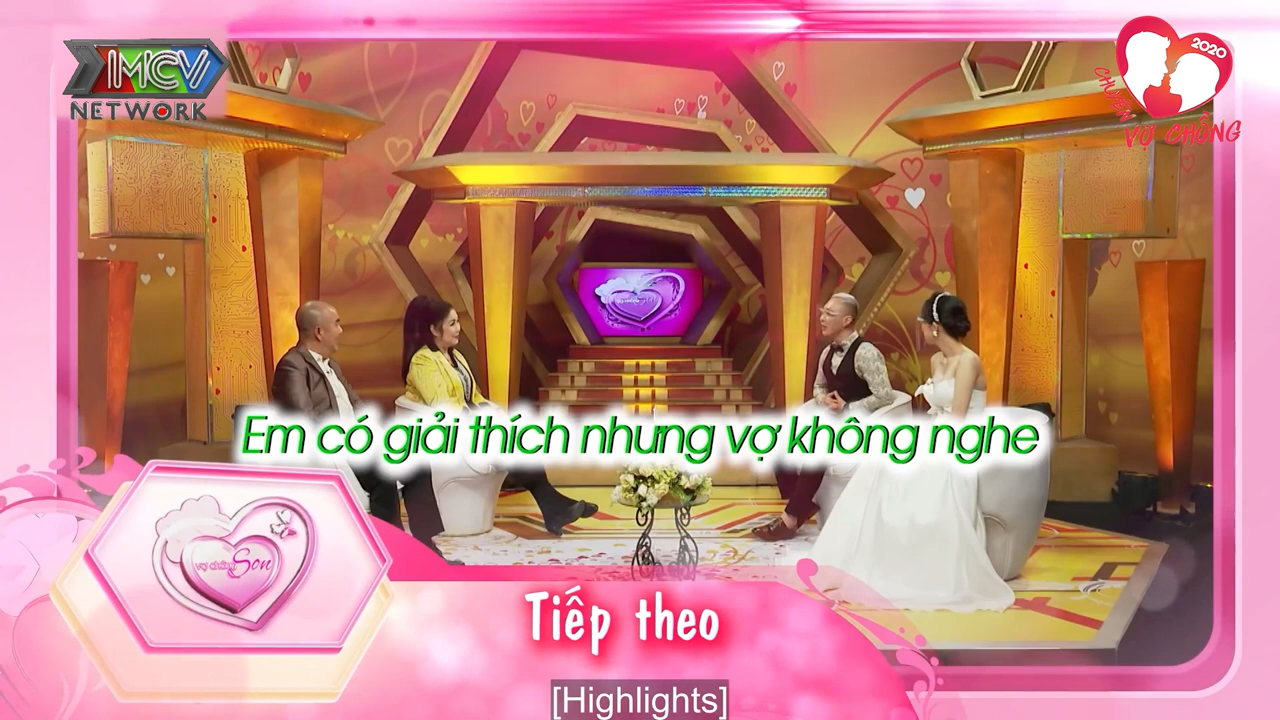 MCV
NETWORK
2020
CHUYỆN
VỢ CHỒNG
Em có giải thích nhưng vợ không nghe
vợ chồng Son
Tiếp theo
[Highlights]